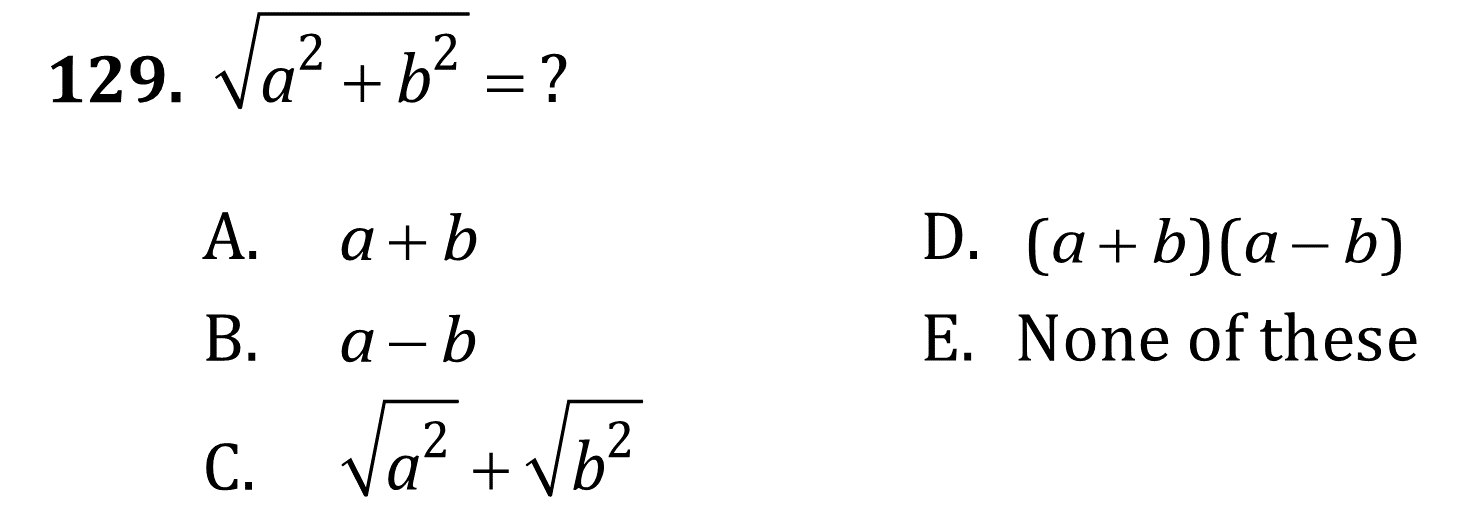 129. √(a² + b²) = ?
A. a + b
B. a − b
C. √a² + √b²
D. (a + b)(a − b)
E. None of these